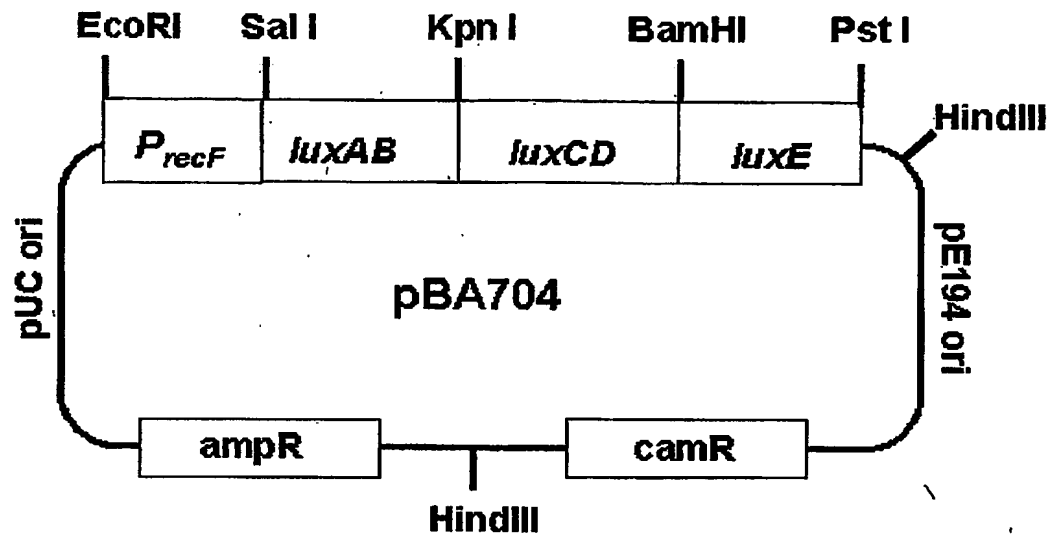 EcoRI Sal I Kpn I BamHI Pst I
HindIII
PrecF luxAB luxCD luxE
pUC ori
pBA704
pE194 ori
ampR camR
HindIII